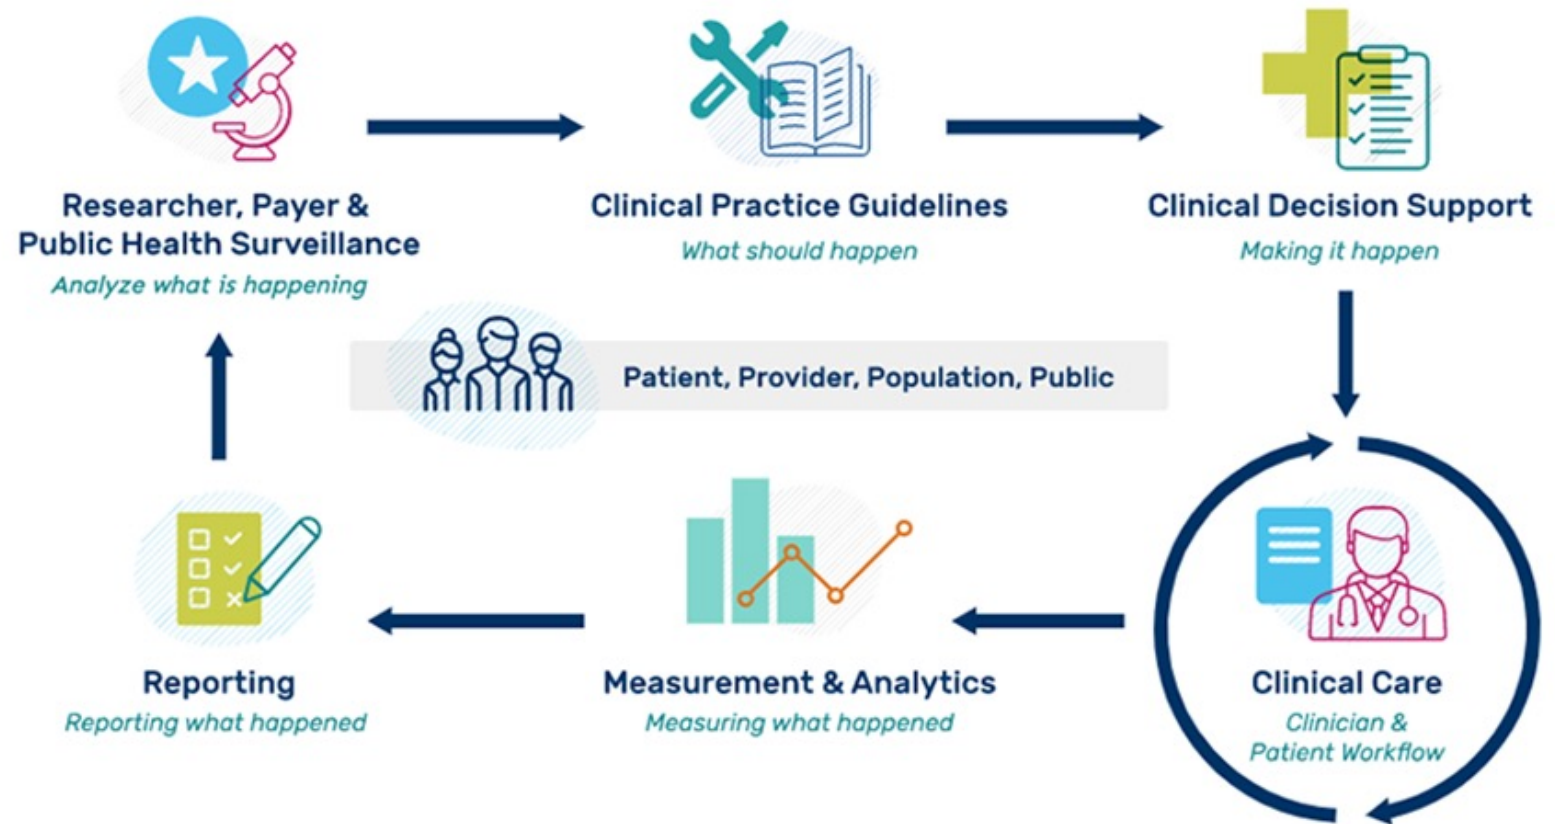 Researcher, Payer &
Public Health Surveillance
Analyze what is happening
Clinical Practice Guidelines
What should happen
Clinical Decision Support
Making it happen
Patient, Provider, Population, Public
Reporting
Reporting what happened
Measurement & Analytics
Measuring what happened
Clinical Care
Clinician &
Patient Workflow